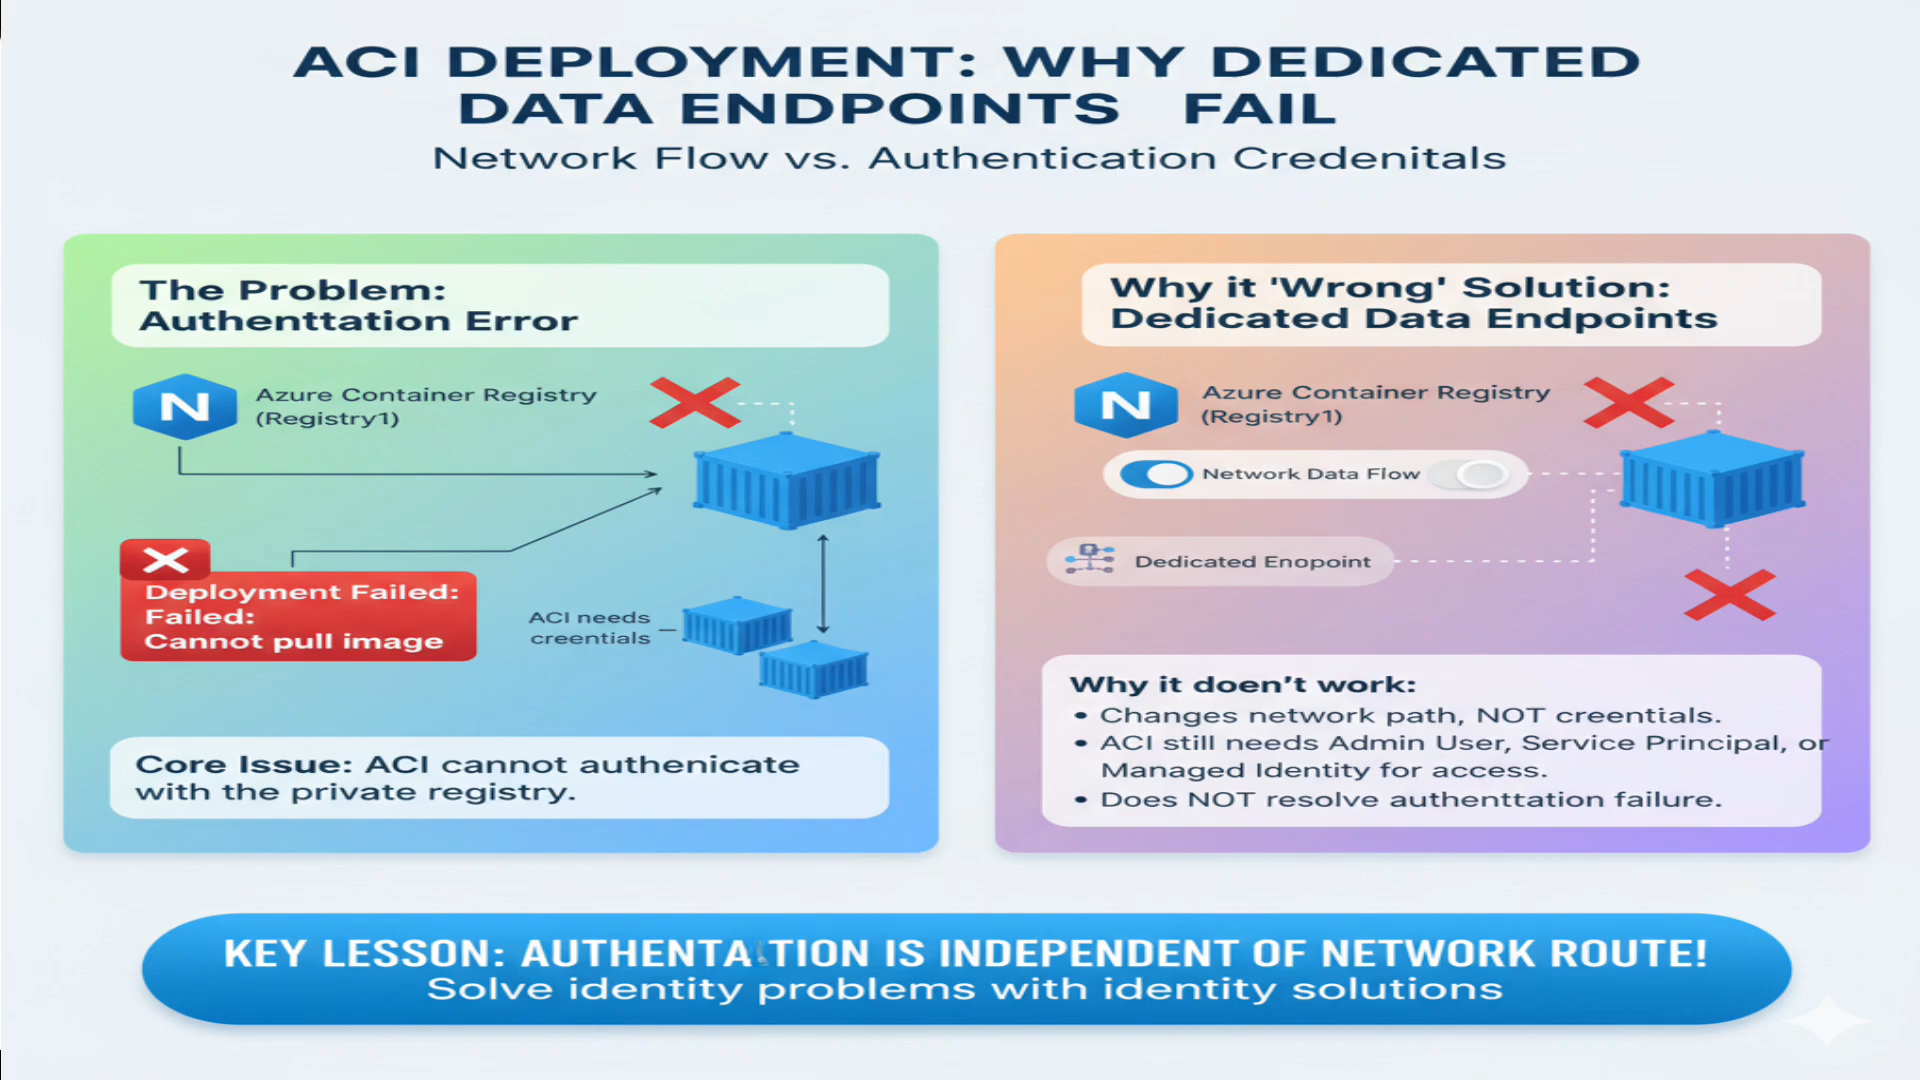 ACI DEPLOYMENT: WHY DEDICATED
DATA ENDPOINTS FAIL
Network Flow vs. Authentication Credenitals
The Problem:
Authenttation Error
N
Azure Container Registry
(Registry1)
Deployment Failed:
Failed:
Cannot pull image
ACI needs
creentials
Core Issue: ACI cannot authenicate
with the private registry.
Why it 'Wrong' Solution:
Dedicated Data Endpoints
N
Azure Container Registry
(Registry1)
Network Data Flow
Dedicated Enopoint
Why it doen’t work:
• Changes network path, NOT creentials.
• ACI still needs Admin User, Service Principal, or
Managed Identity for access.
• Does NOT resolve authenttation failure.
KEY LESSON: AUTHENTA TION IS INDEPENDENT OF NETWORK ROUTE!
Solve identity problems with identity solutions